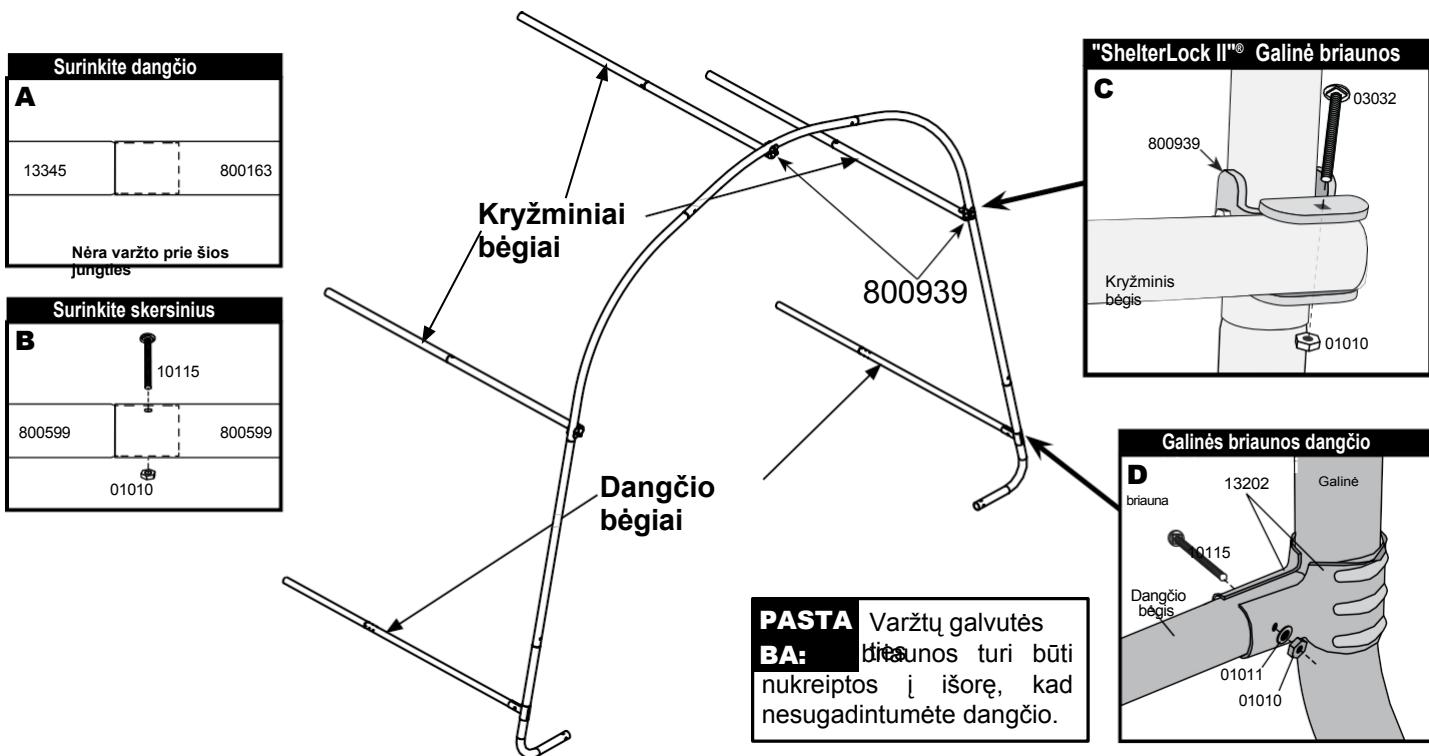 Surinkite dangčio
A
13345
800163
Nėra varžto prie šios
jungties
Surinkite skersinius
B
10115
800599
800599
01010
Kryžminiai
bėgiai
800939
Dangčio
bėgiai
"ShelterLock II"® Galinė briaunos
C
03032
800939
Kryžminis
bėgis
01010
Galinės briaunos dangčio
D
13202
Galinė
briauna
10115
Dangčio
bėgis
01011
01010
PASTA
BA:
Varžtų galvutės
ties
briaunos turi būti
nukreiptos į išorę, kad
nesugadintumėte dangčio.